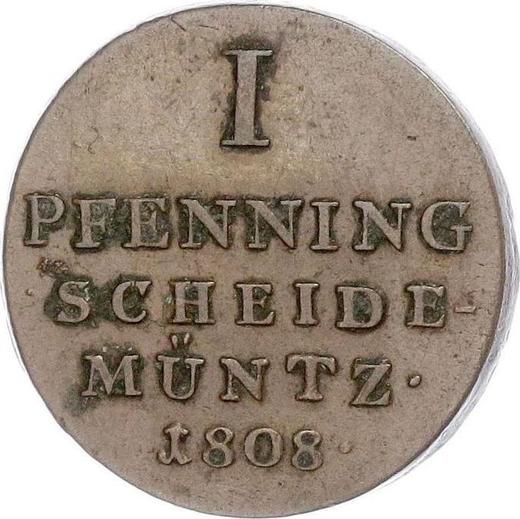 I
PFENNING
· SCHEIDE-
MÜNTZ ·
1808 ·